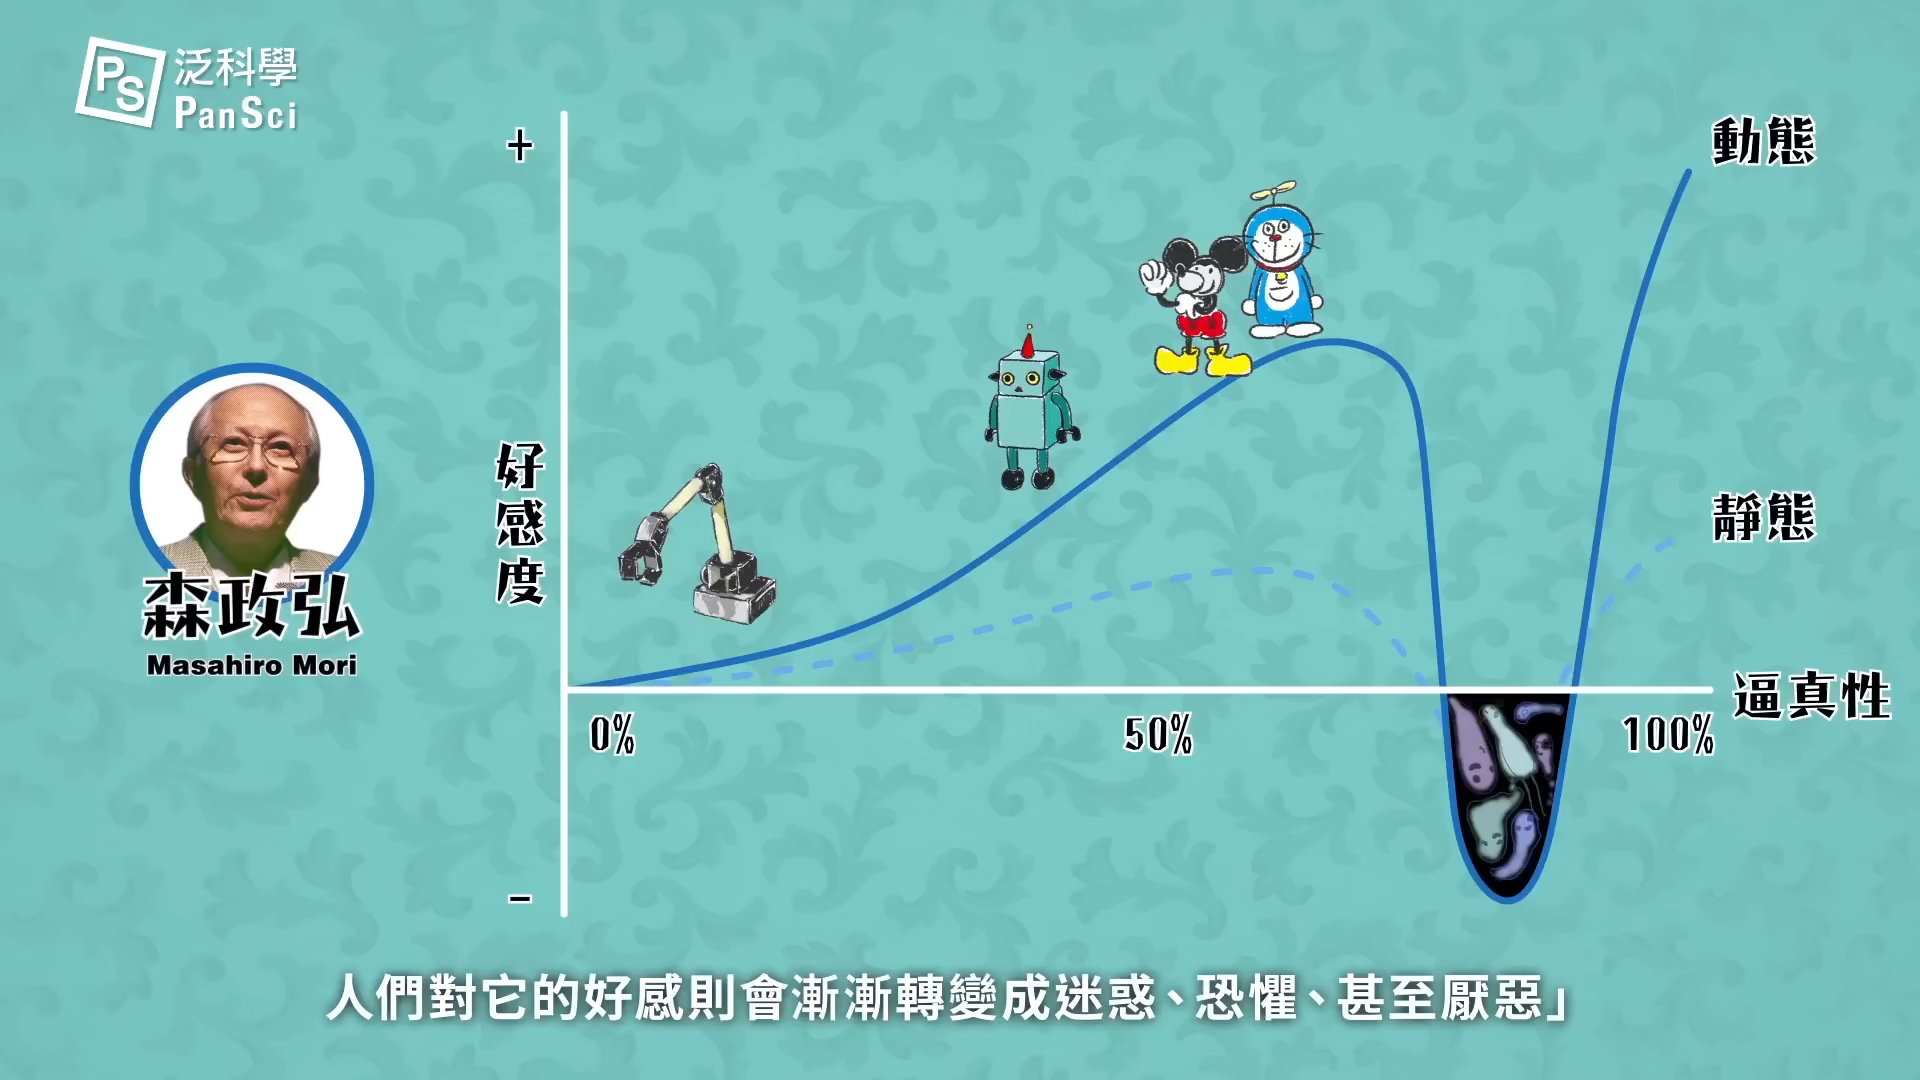 PS
泛科學
PanSci
+
動態
好感度
靜態
森政弘
Masahiro Mori
逼真性
0%
50%
100%
-
人們對它的好感則會漸漸轉變成迷惑、恐懼、甚至厭惡」